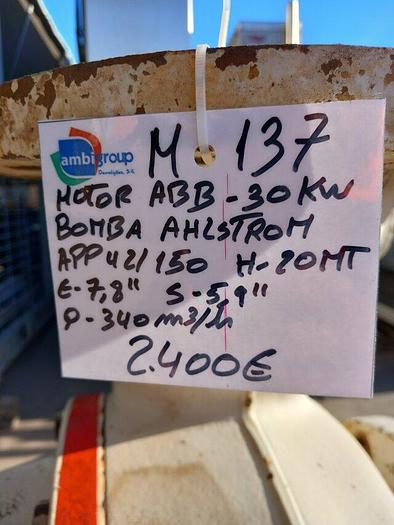 ambigroup
Demolições, S.A.
M 137
MOTOR ABB - 30 KW
BOMBA AHLSTROM
APP 42/150 H-20MT
E-7,8" S-5,9"
Q-340 m3/h
2.400€